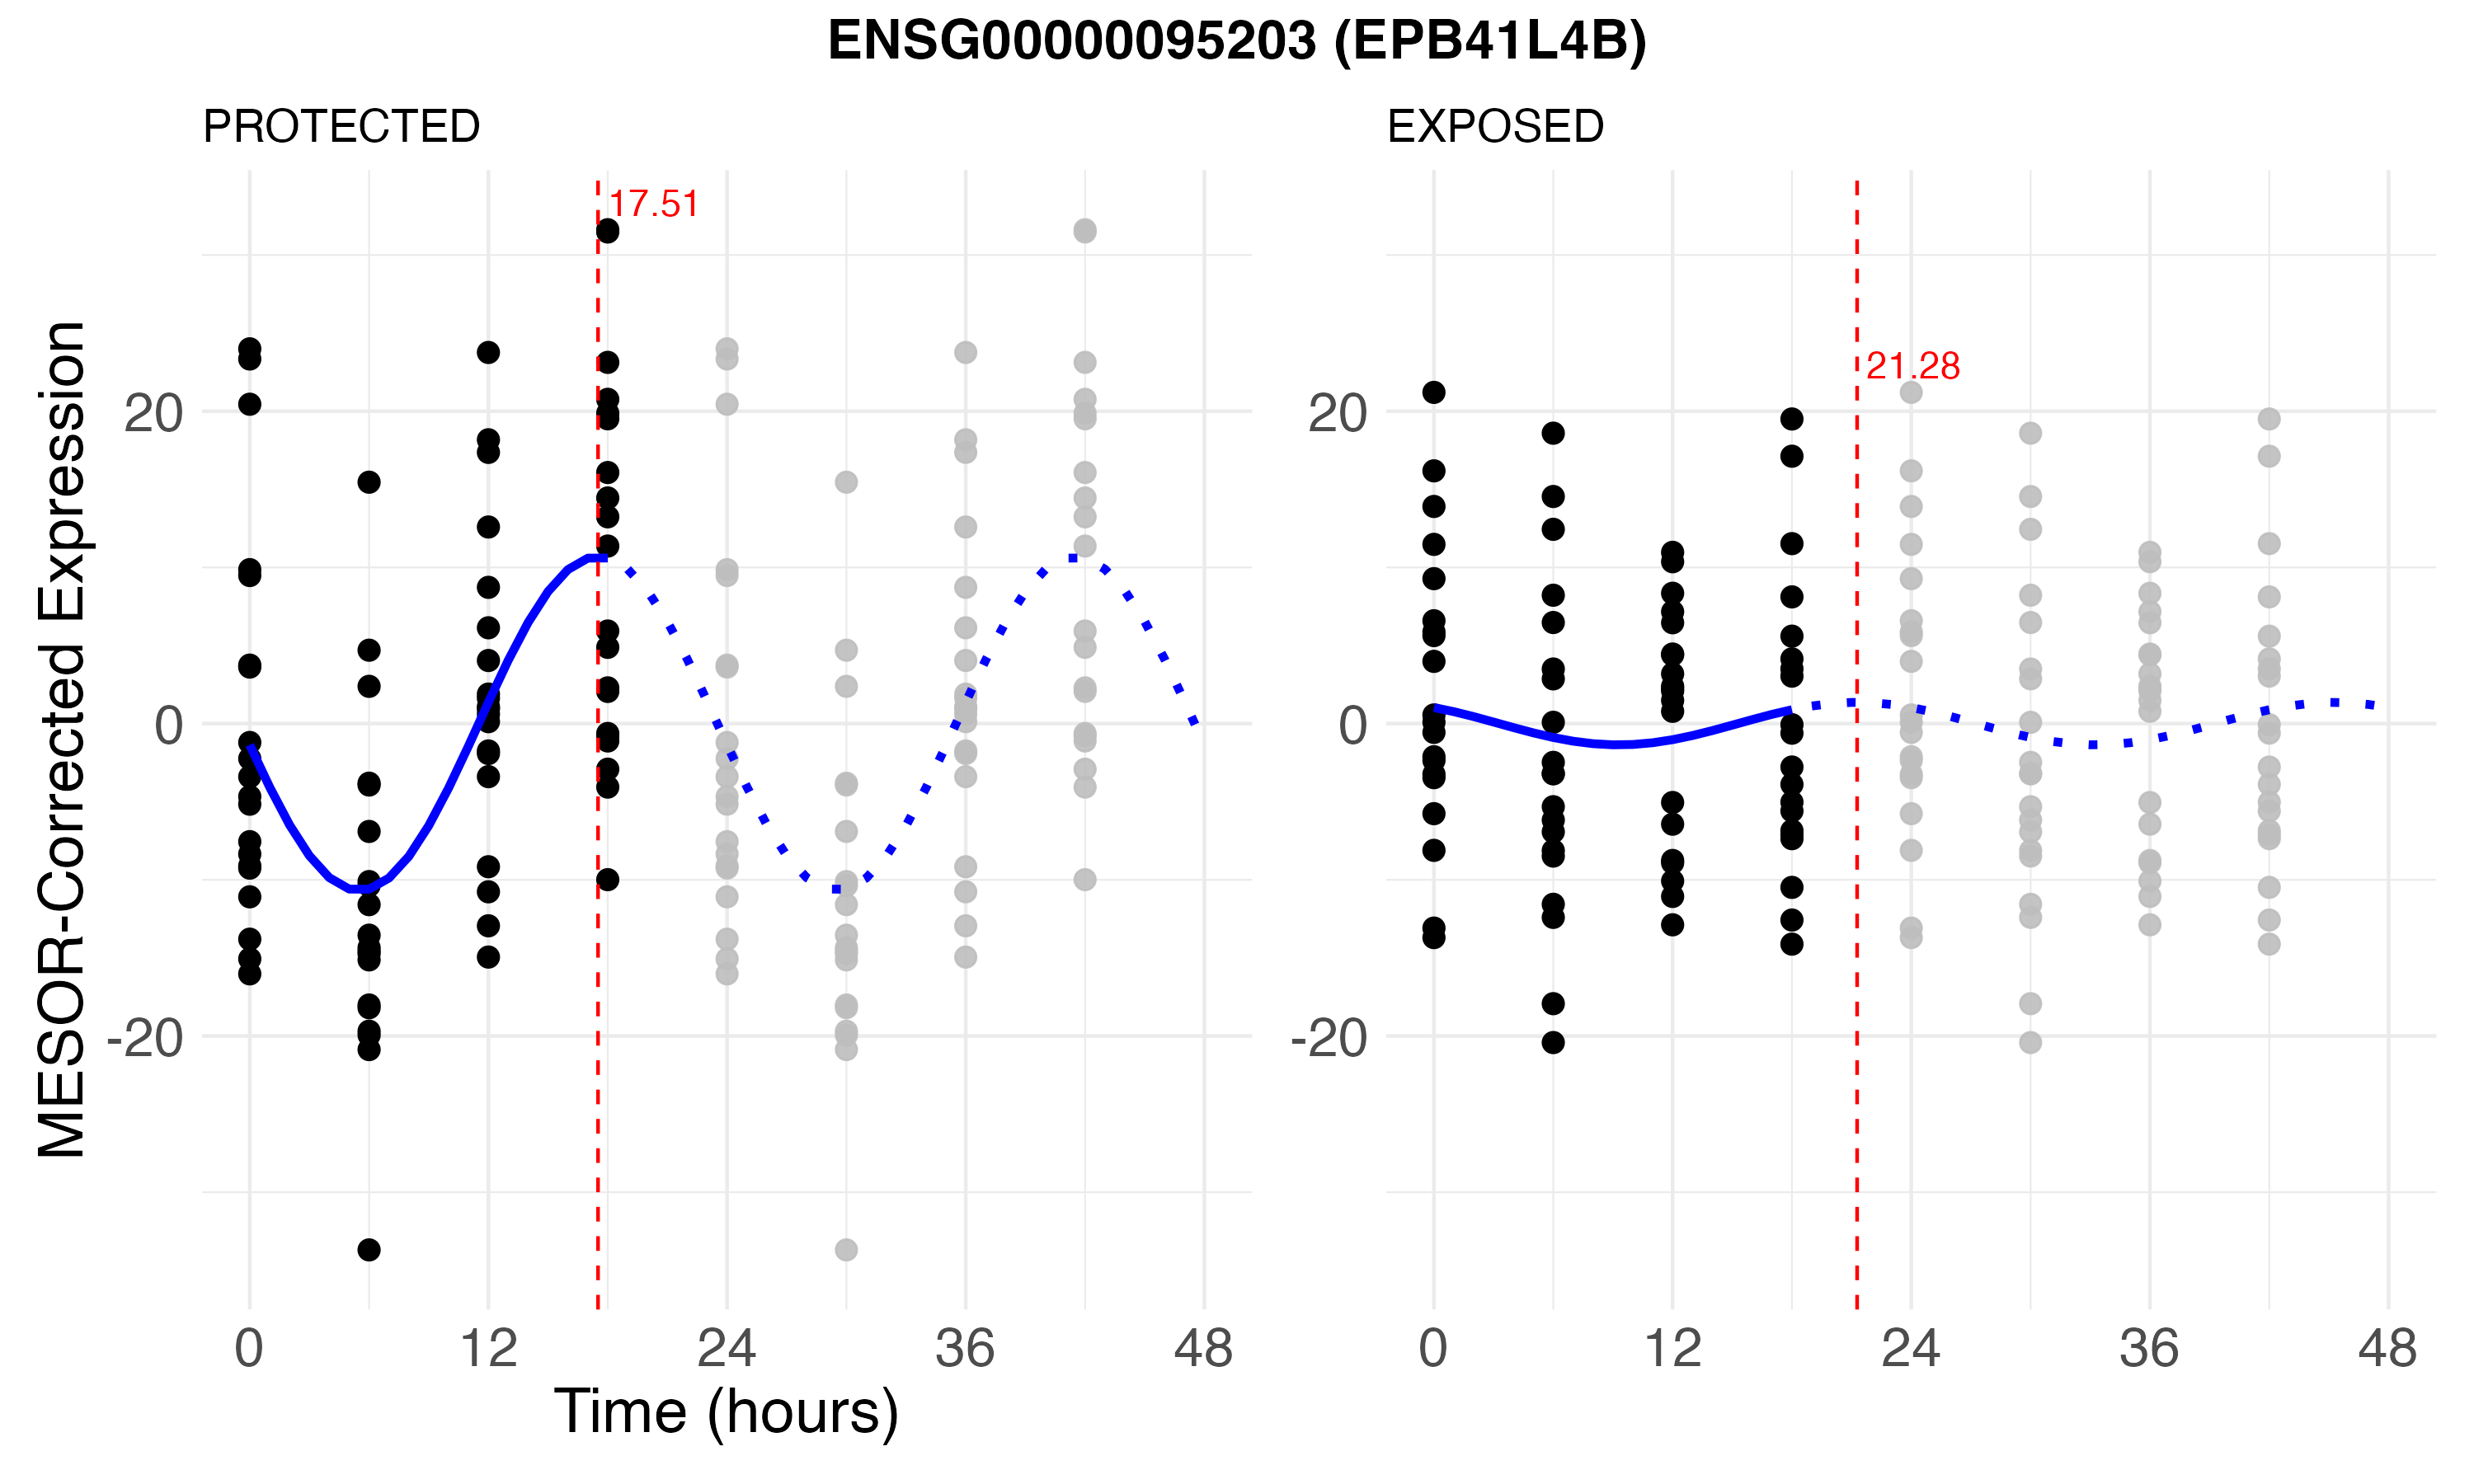 ENSG00000095203 (EPB41L4B)
PROTECTED
EXPOSED
MESOR-Corrected Expression
17.51
21.28
20
0
-20
20
0
-20
0 12 24 36 48
0 12 24 36 48
Time (hours)